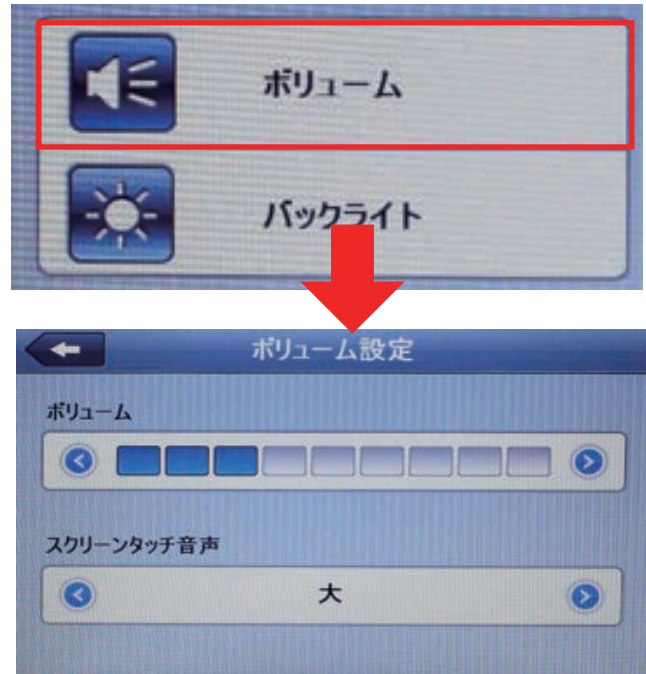 ボリューム
バックライト
ボリューム設定
ボリューム
スクリーンタッチ音声
大